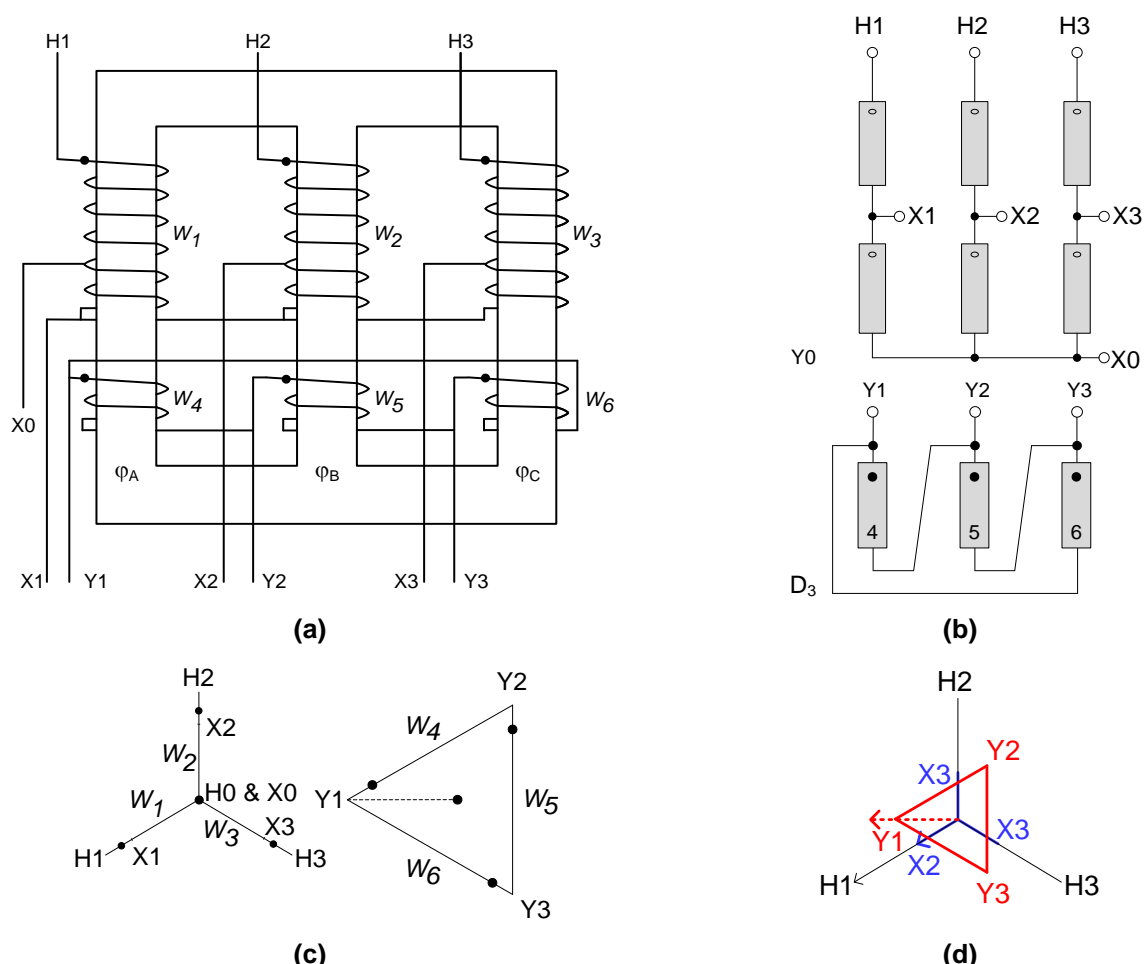 H1 H2 H3
W1 W2 W3
W4 W5 W6
X0
φA φB φC
X1 Y1 X2 Y2 X3 Y3
(a)
H1 H2 H3
X1 X2 X3
Y0 X0
Y1 Y2 Y3
4 5 6
D3
(b)
H2
X2
W2
H0 & X0
W1 W3
X3
H1 X1 H3
Y2
W4
Y1 W5
W6
Y3
(c)
H2
Y2
X3
X3
Y1
X2
H1 Y3 H3
(d)